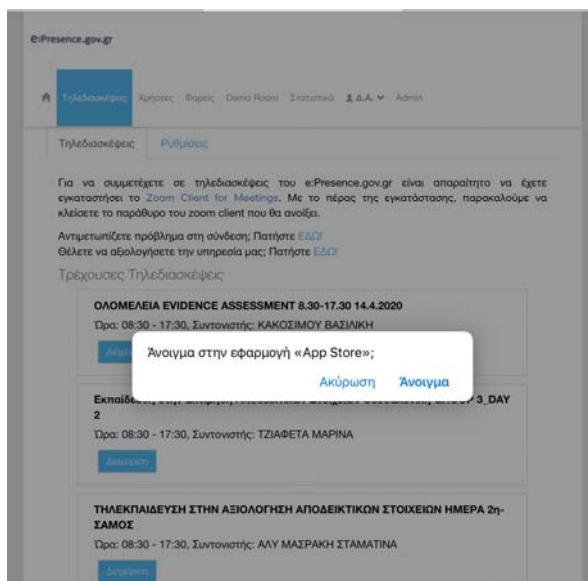 e:Presence.gov.gr
Τηλεδιασκέψεις Χρήστες Φορείς Demo Room Στατιστικά Δ.Α. Admin
Τηλεδιασκέψεις Ρυθμίσεις
Για να συμμετέχετε σε τηλεδιασκέψεις του e:Presence.gov.gr είναι απαραίτητο να έχετε
εγκαταστήσει το Zoom Client for Meetings. Με το πέρας της εγκατάστασης, παρακαλούμε να
κλείσετε το παράθυρο του zoom client που θα ανοίξει.
Αντιμετωπίζετε πρόβλημα στη σύνδεση; Πατήστε ΕΔΩ!
Θέλετε να αξιολογήσετε την υπηρεσία μας; Πατήστε ΕΔΩ!
Τρέχουσες Τηλεδιασκέψεις
ΟΛΟΜΕΛΕΙΑ EVIDENCE ASSESSMENT 8.30-17.30 14.4.2020
Ώρα: 08:30 - 17:30, Συντονιστής: ΚΑΚΟΣΙΜΟΥ ΒΑΣΙΛΙΚΗ
Άνοιγμα στην εφαρμογή «App Store»;
Ακύρωση Άνοιγμα
3_DAY
2
Ώρα: 08:30 - 17:30, Συντονιστής: ΤΖΙΑΦΕΤΑ ΜΑΡΙΝΑ
Διαχείριση
ΤΗΛΕΚΠΑΙΔΕΥΣΗ ΣΤΗΝ ΑΞΙΟΛΟΓΗΣΗ ΑΠΟΔΕΙΚΤΙΚΩΝ ΣΤΟΙΧΕΙΩΝ ΗΜΕΡΑ 2η-
ΣΑΜΟΣ
Ώρα: 08:30 - 17:30, Συντονιστής: ΑΛΥ ΜΑΣΡΑΚΗ ΣΤΑΜΑΤΙΝΑ
Διαχείριση